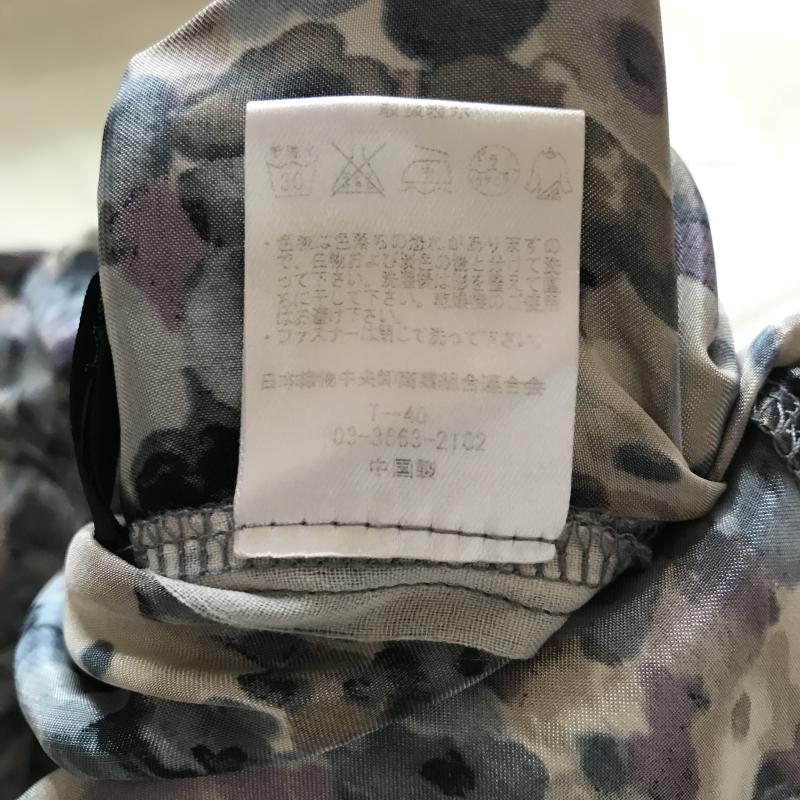 手洗イ
30
・色物は色落ちの恐れがありますの
で、白物および淡色の物と分けて洗
って下さい。洗濯後は形を整えて直
ちに干して下さい。乾燥機のご使用
はお避け下さい。
・ファスナーは閉じて洗って下さい。
日本織物中央卸商業組合連合会
T-40
03-3663-2102
中国製